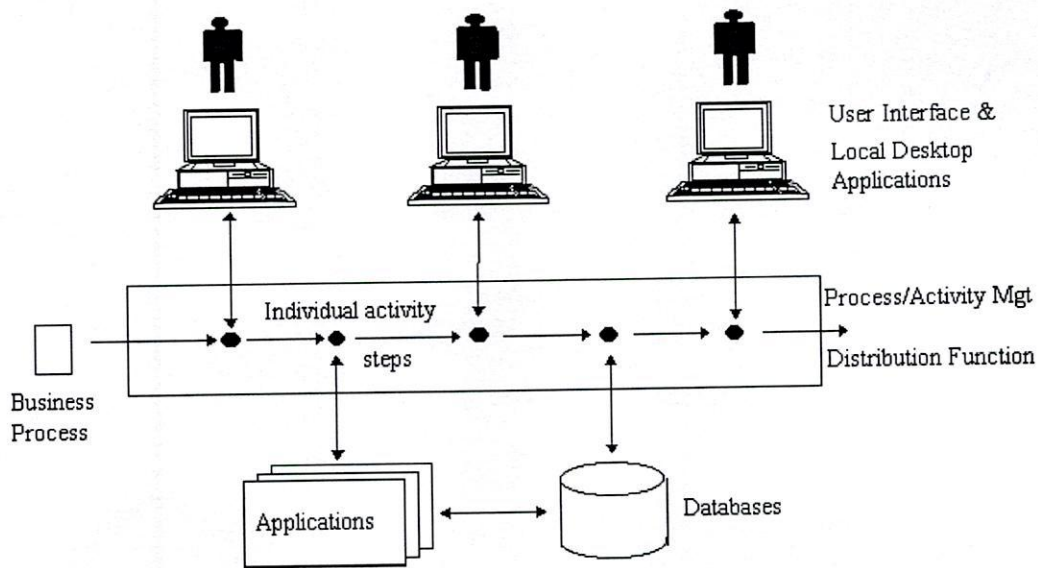 User Interface &
Local Desktop
Applications
Individual activity
steps
Process/Activity Mgt
Distribution Function
Business
Process
Applications
Databases